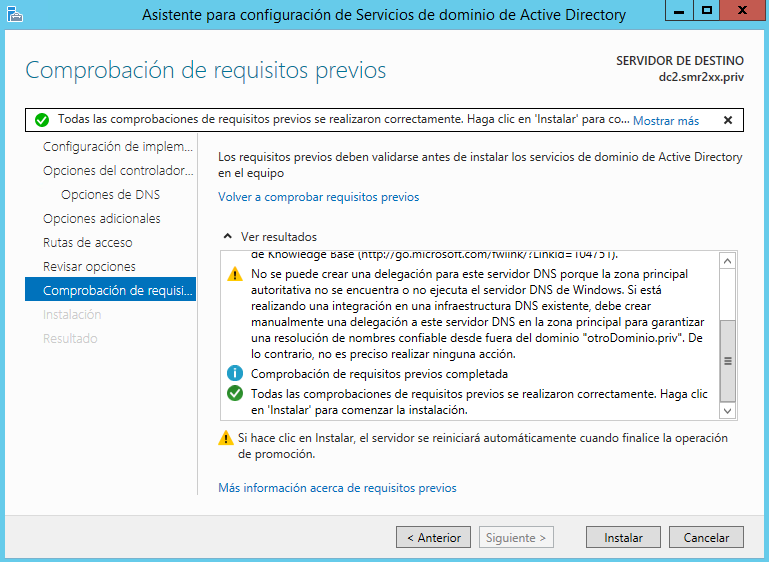 Asistente para configuración de Servicios de dominio de Active Directory
Comprobación de requisitos previos
SERVIDOR DE DESTINO
dc2.smr2xx.priv
Todas las comprobaciones de requisitos previos se realizaron correctamente. Haga clic en 'Instalar' para co... Mostrar más
Configuración de implem...
Opciones del controlador...
Opciones de DNS
Opciones adicionales
Rutas de acceso
Revisar opciones
Comprobación de requisi...
Instalación
Resultado
Los requisitos previos deben validarse antes de instalar los servicios de dominio de Active Directory
en el equipo
Volver a comprobar requisitos previos
Ver resultados
de Knowledge Base (http://go.microsoft.com/fwlink/?LinkId=104751).
No se puede crear una delegación para este servidor DNS porque la zona principal
autoritativa no se encuentra o no ejecuta el servidor DNS de Windows. Si está
realizando una integración en una infraestructura DNS existente, debe crear
manualmente una delegación a este servidor DNS en la zona principal para garantizar
una resolución de nombres confiable desde fuera del dominio "otroDominio.priv". De
lo contrario, no es preciso realizar ninguna acción.
Comprobación de requisitos previos completada
Todas las comprobaciones de requisitos previos se realizaron correctamente. Haga clic
en 'Instalar' para comenzar la instalación.
Si hace clic en Instalar, el servidor se reiniciará automáticamente cuando finalice la operación
de promoción.
Más información acerca de requisitos previos
< Anterior
Siguiente >
Instalar
Cancelar